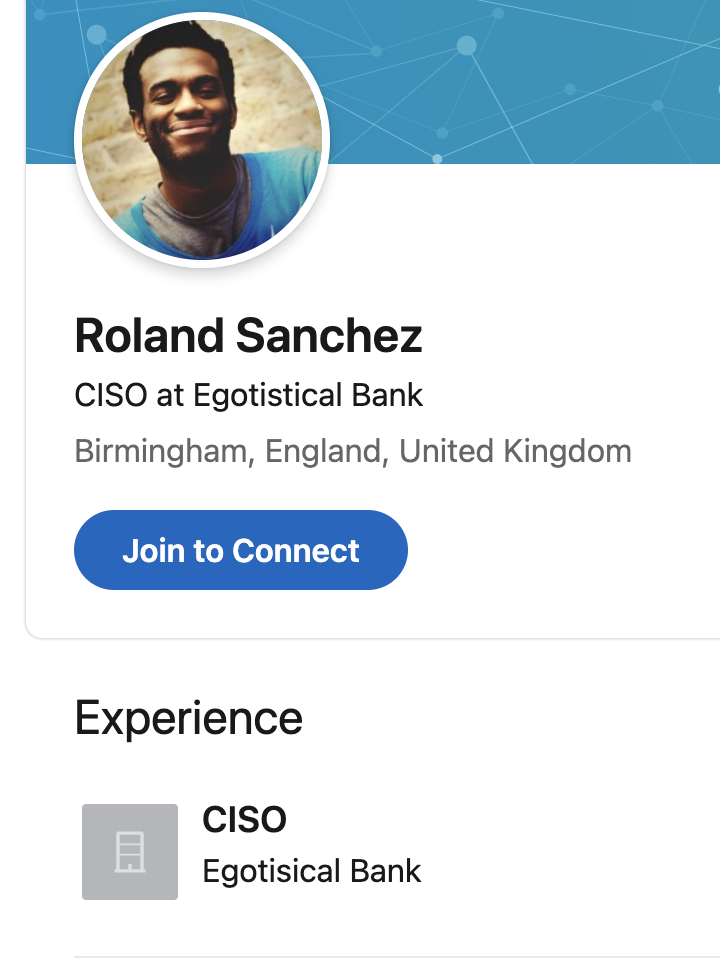 Roland Sanchez
CISO at Egotistical Bank
Birmingham, England, United Kingdom
Join to Connect
Experience
CISO
Egotisical Bank